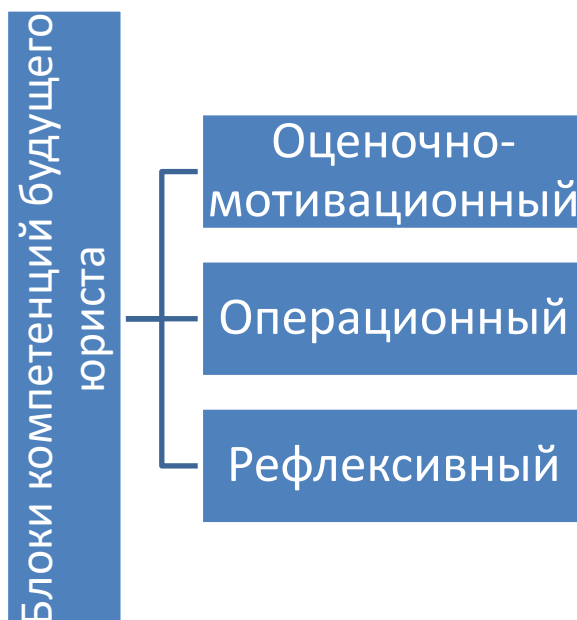 Блоки компетенций будущего
юриста
Оценочно-
мотивационный
Операционный
Рефлексивный